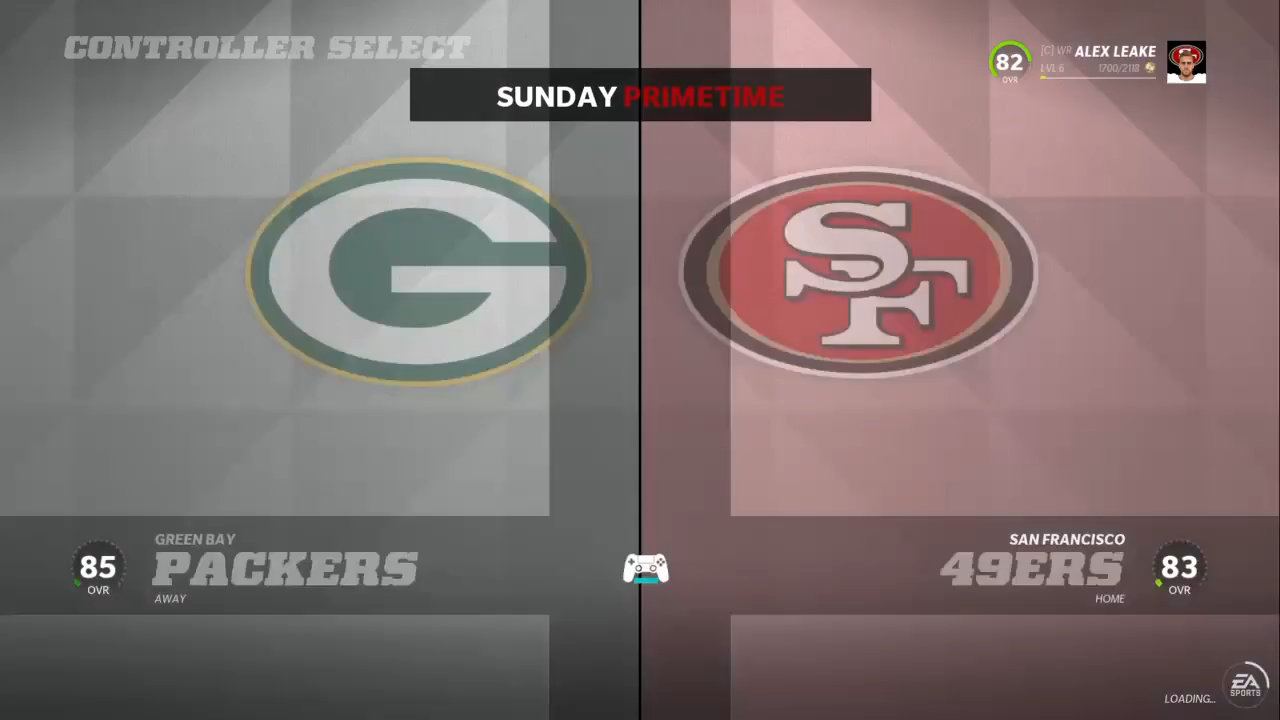 CONTROLLER SELECT
82
OVR
[C] WR ALEX LEAKE
LVL 6 1700/2118
SUNDAY PRIMETIME
G
SF
GREEN BAY
PACKERS
AWAY
85
OVR
SAN FRANCISCO
49ERS
HOME
83
OVR
LOADING...
EA
SPORTS